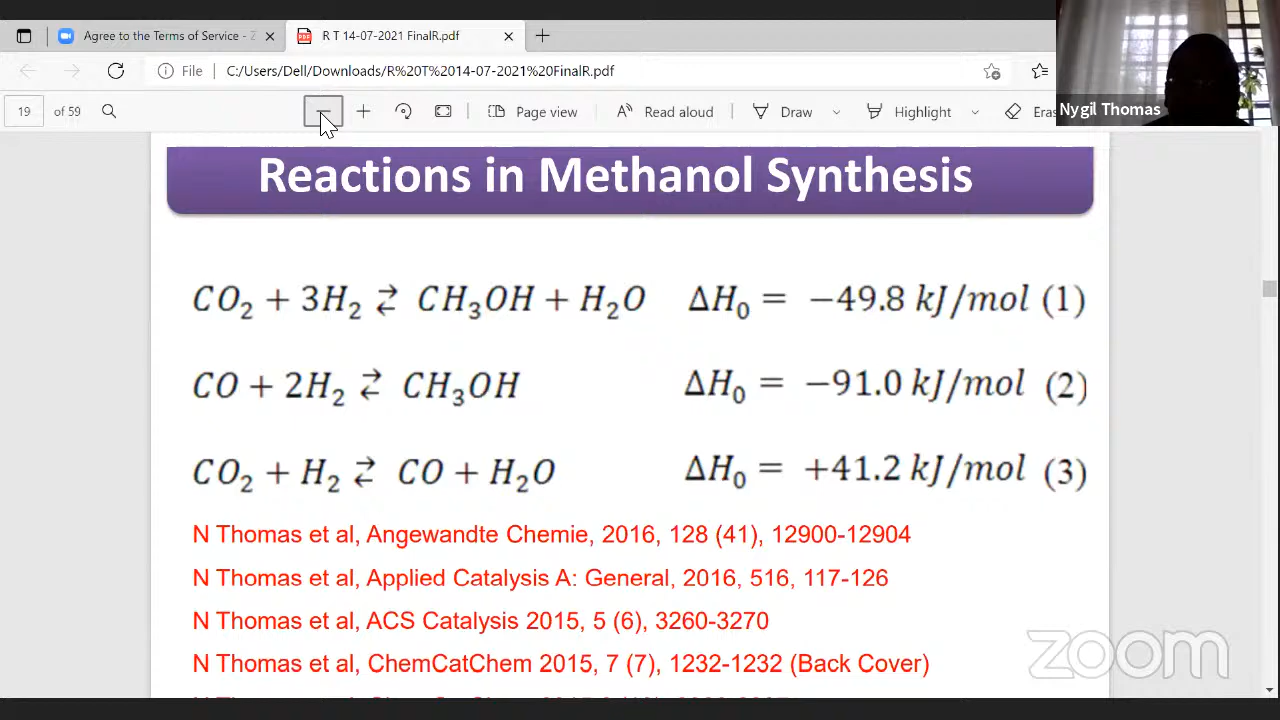 Agree to the Terms of Service - Z
R T 14-07-2021 FinalR.pdf
File
C:/Users/Dell/Downloads/R%20T%2014-07-2021%20FinalR.pdf
19 of 59
Page view
Read aloud
Draw
Highlight
Eras
Nygil Thomas
Reactions in Methanol Synthesis
CO₂ + 3H₂ ⇄ CH₃OH + H₂O ΔH₀ = −49.8 kJ/mol (1)
CO + 2H₂ ⇄ CH₃OH ΔH₀ = −91.0 kJ/mol (2)
CO₂ + H₂ ⇄ CO + H₂O ΔH₀ = +41.2 kJ/mol (3)
N Thomas et al, Angewandte Chemie, 2016, 128 (41), 12900-12904
N Thomas et al, Applied Catalysis A: General, 2016, 516, 117-126
N Thomas et al, ACS Catalysis 2015, 5 (6), 3260-3270
N Thomas et al, ChemCatChem 2015, 7 (7), 1232-1232 (Back Cover)
zoom